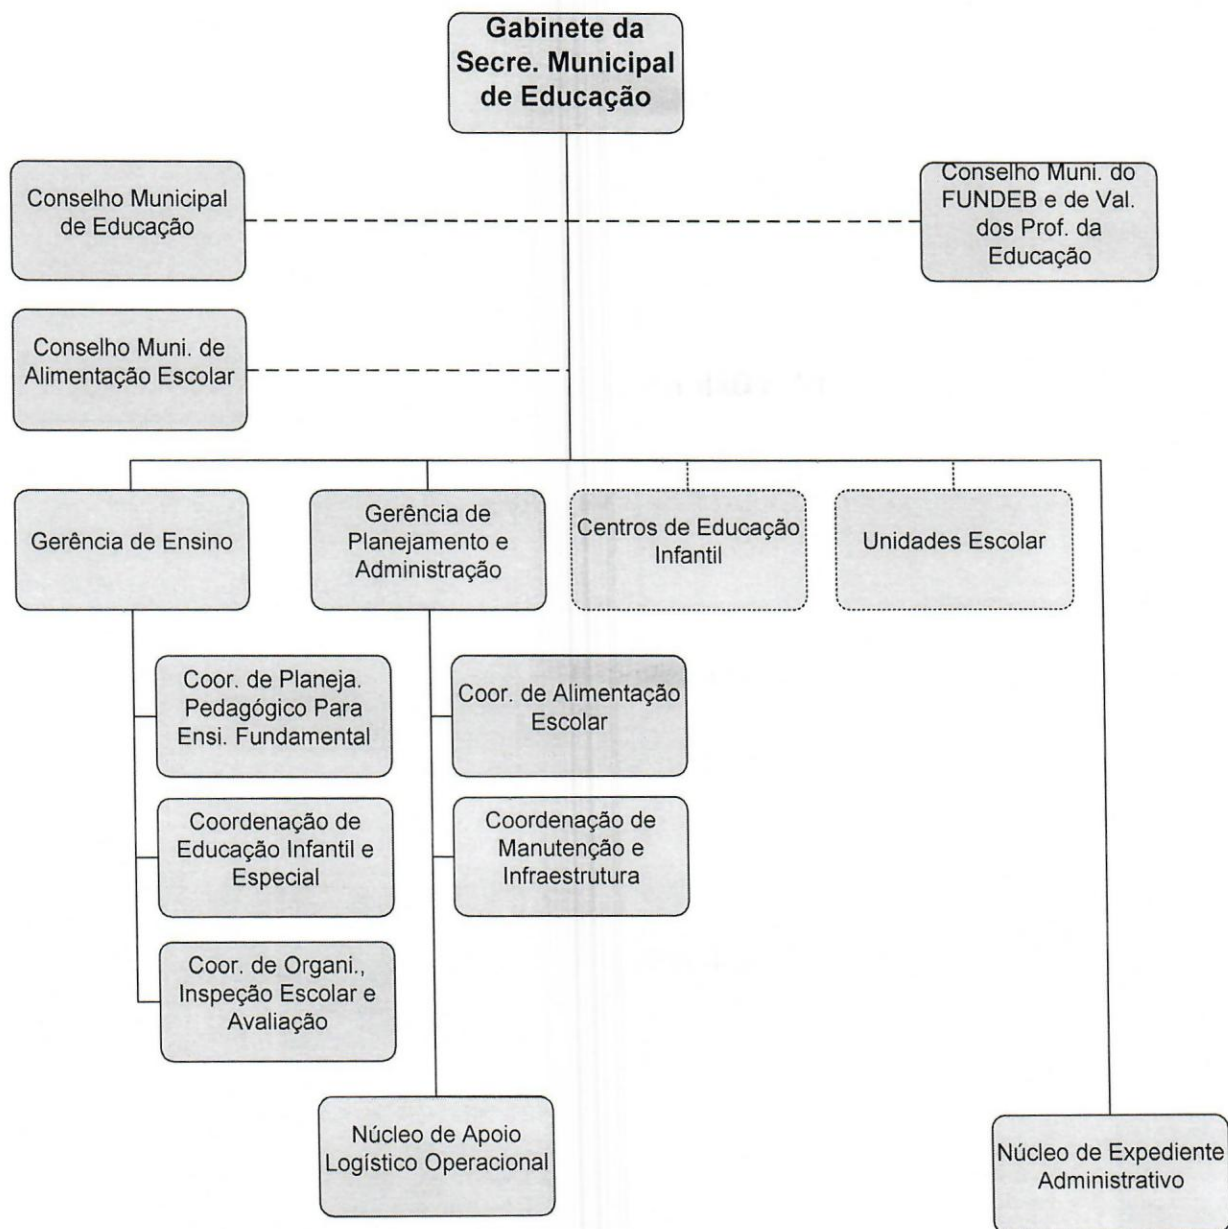 Gabinete da
Secre. Municipal
de Educação
Conselho Municipal
de Educação
Conselho Muni. do
FUNDEB e de Val.
dos Prof. da
Educação
Conselho Muni. de
Alimentação Escolar
Gerência de Ensino
Gerência de
Planejamento e
Administração
Centros de Educação
Infantil
Unidades Escolar
Coor. de Planeja.
Pedagógico Para
Ensi. Fundamental
Coor. de Alimentação
Escolar
Coordenação de
Educação Infantil e
Especial
Coordenação de
Manutenção e
Infraestrutura
Coor. de Organi.,
Inspeção Escolar e
Avaliação
Núcleo de Apoio
Logístico Operacional
Núcleo de Expediente
Administrativo